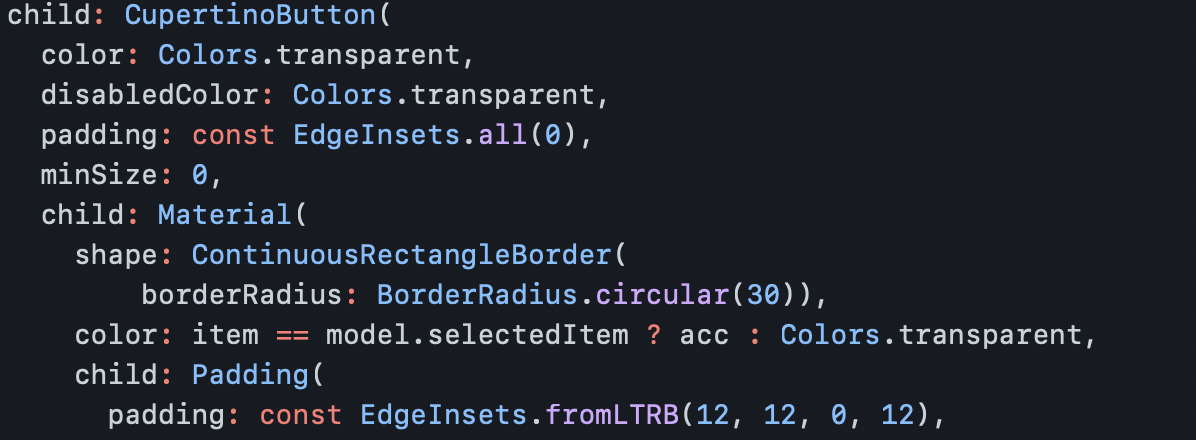 child: CupertinoButton(
  color: Colors.transparent,
  disabledColor: Colors.transparent,
  padding: const EdgeInsets.all(0),
  minSize: 0,
  child: Material(
    shape: ContinuousRectangleBorder(
        borderRadius: BorderRadius.circular(30)),
    color: item == model.selectedItem ? acc : Colors.transparent,
    child: Padding(
      padding: const EdgeInsets.fromLTRB(12, 12, 0, 12),